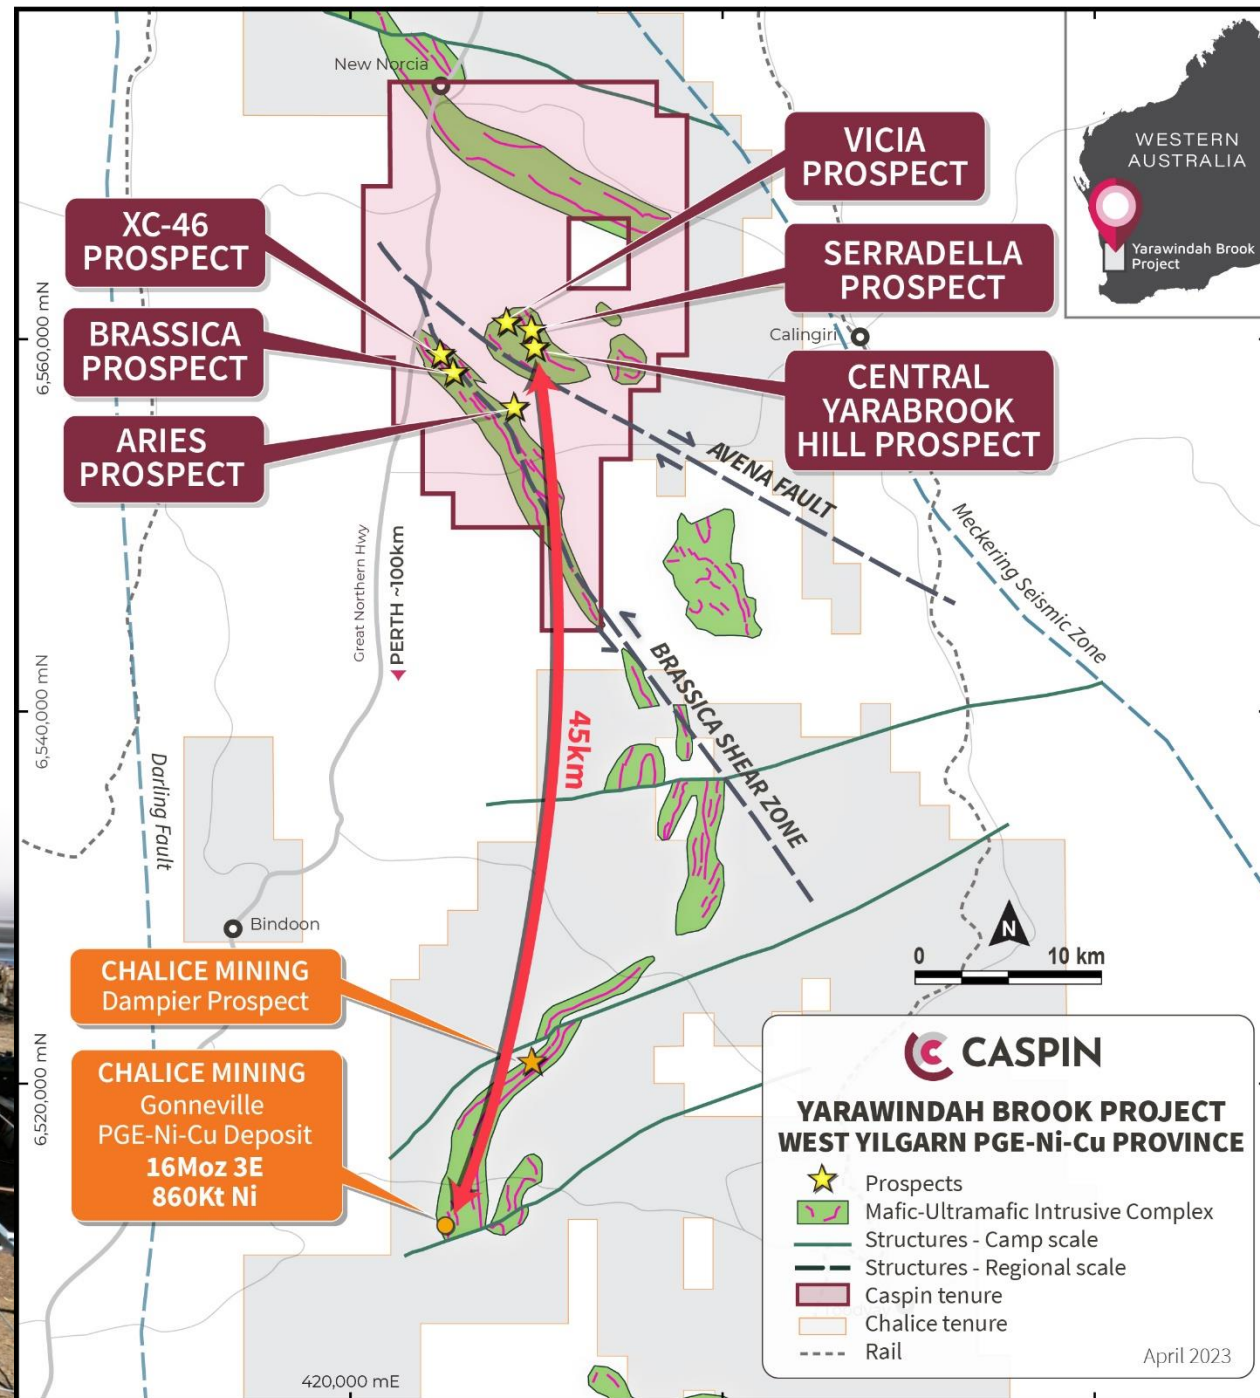 New Norcia
VICIA
PROSPECT
WESTERN
AUSTRALIA
Yarawindah Brook
Project
XC-46
PROSPECT
SERRADELLA
PROSPECT
BRASSICA
PROSPECT
Calingiri
CENTRAL
YARABROOK
HILL PROSPECT
ARIES
PROSPECT
6,560,000 mN
AVENA FAULT
Meckering Seismic Zone
Great Northern Hwy
PERTH ~100km
BRASSICA SHEAR ZONE
45km
6,540,000 mN
Darling Fault
Bindoon
N
0 10 km
CHALICE MINING
Dampier Prospect
CHALICE MINING
Gonneville
PGE-Ni-Cu Deposit
16Moz 3E
860Kt Ni
6,520,000 mN
CASPIN
YARAWINDAH BROOK PROJECT
WEST YILGARN PGE-Ni-Cu PROVINCE
Prospects
Mafic-Ultramafic Intrusive Complex
Structures - Camp scale
Structures - Regional scale
Caspin tenure
Chalice tenure
Rail
April 2023
420,000 mE